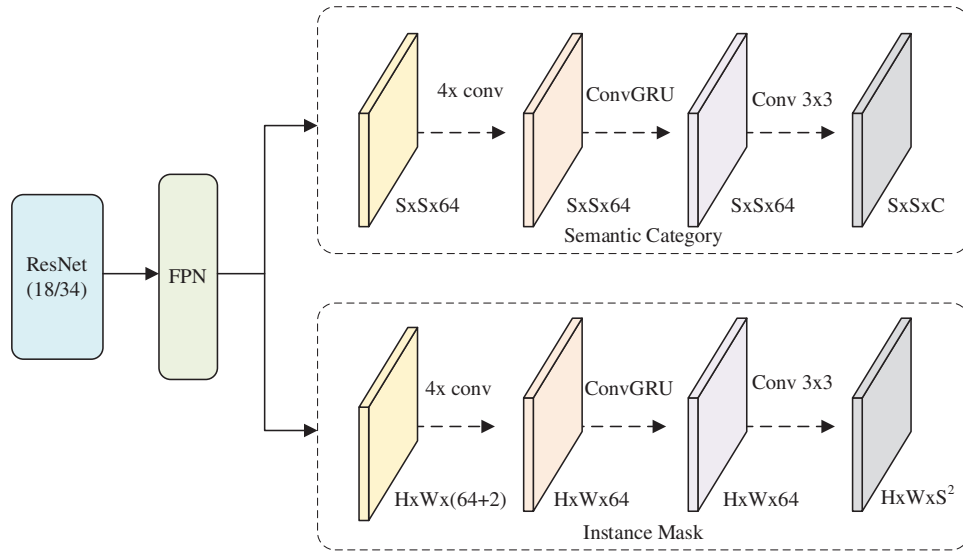 ResNet
(18/34)
FPN
4x conv
ConvGRU
Conv 3x3
SxSx64
SxSx64
SxSx64
SxSxC
Semantic Category
4x conv
ConvGRU
Conv 3x3
HxWx(64+2)
HxWx64
HxWx64
HxWxS²
Instance Mask